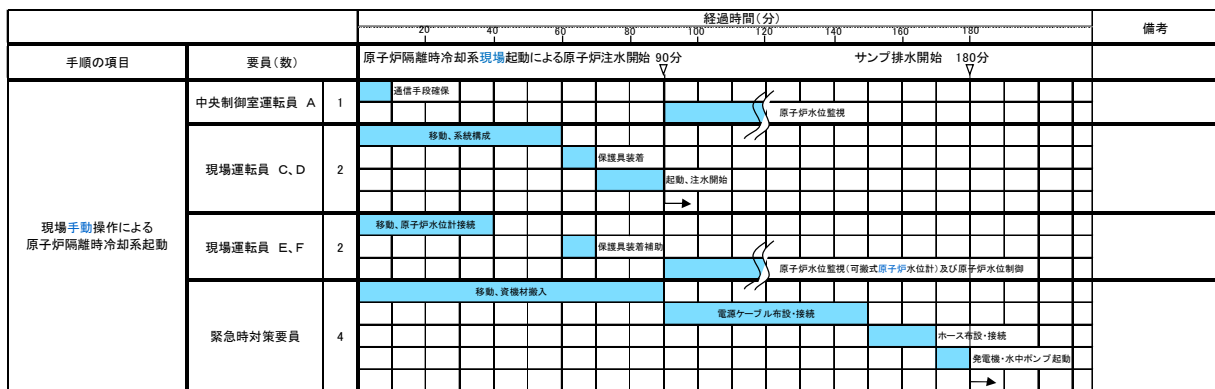 経過時間(分)
備考
20 40 60 80 100 120 140 160 180
手順の項目
要員(数)
原子炉隔離時冷却系現場起動による原子炉注水開始 90分
サンプ排水開始 180分
中央制御室運転員 A
1
通信手段確保
原子炉水位監視
移動、系統構成
保護具装着
現場運転員 C、D
2
起動、注水開始
現場手動操作による
原子炉隔離時冷却系起動
移動、原子炉水位計接続
現場運転員 E、F
2
保護具装着補助
原子炉水位監視(可搬式原子炉水位計)及び原子炉水位制御
移動、資機材搬入
電源ケーブル布設・接続
緊急時対策要員
4
ホース布設・接続
発電機・水中ポンプ起動